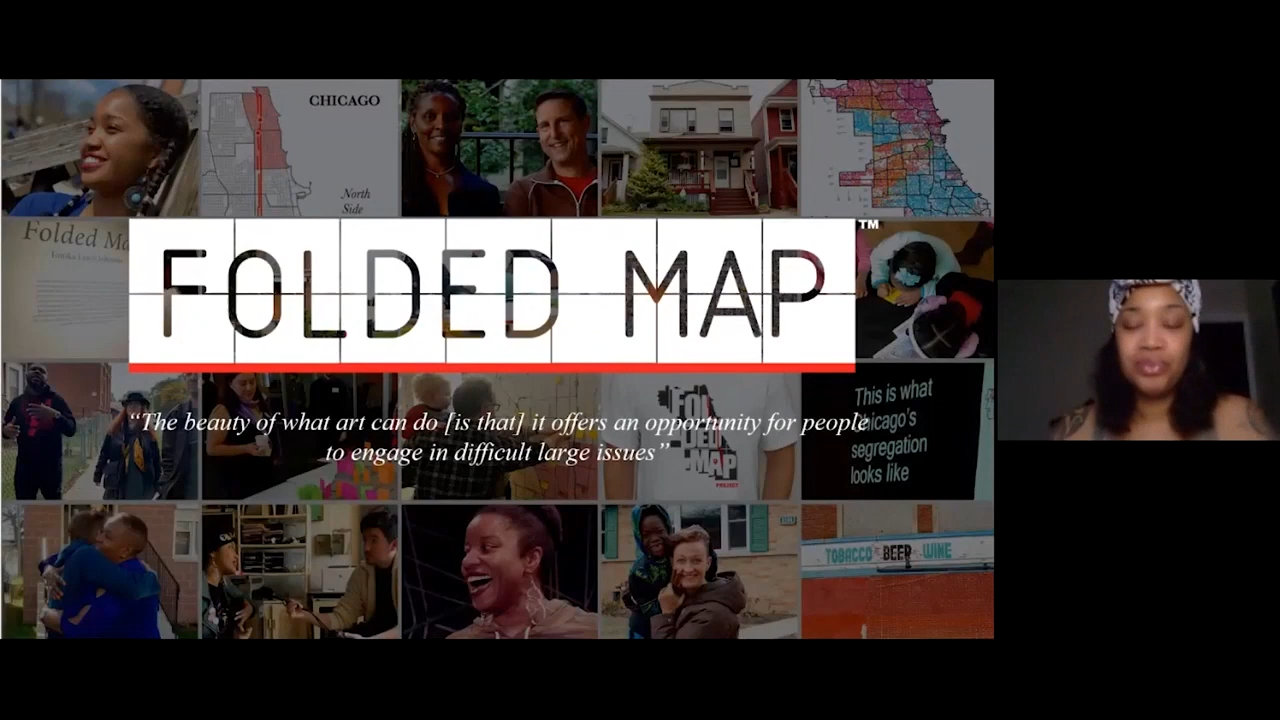 CHICAGO
North
Side
Folded Ma
FOLDED MAP™
“The beauty of what art can do [is that] it offers an opportunity for people
to engage in difficult large issues”
FOL
DED
MAP
PROJECT
This is what
Chicago's
segregation
looks like
TOBACCO BEER WINE